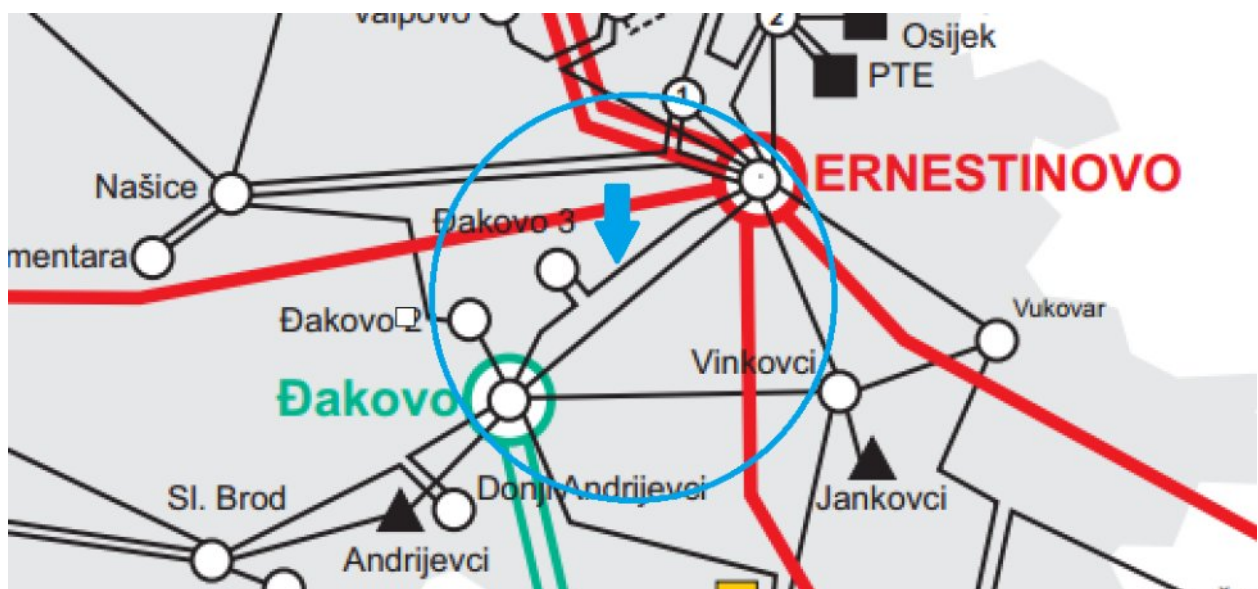 Valpovo
2
Osijek
PTE
1
ERNESTINOVO
Našice
Đakovo 3
mentara
Đakovo 2
Vukovar
Vinkovci
Đakovo
Donji Andrijevci
Sl. Brod
Jankovci
Andrijevci